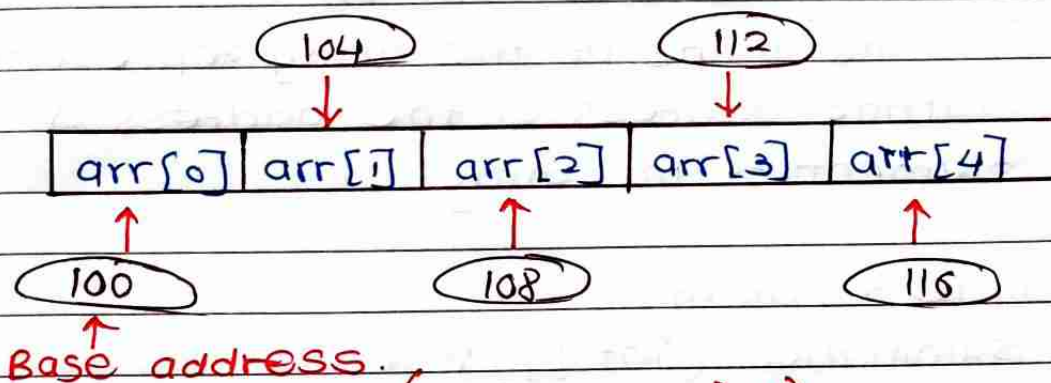 104 112
arr[0] arr[1] arr[2] arr[3] arr[4]
100 108 116
Base address.